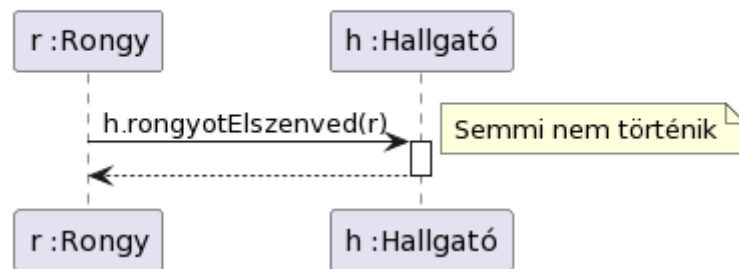 r :Rongy
h :Hallgató
h.rongyotElszenved(r)
Semmi nem történik
r :Rongy
h :Hallgató